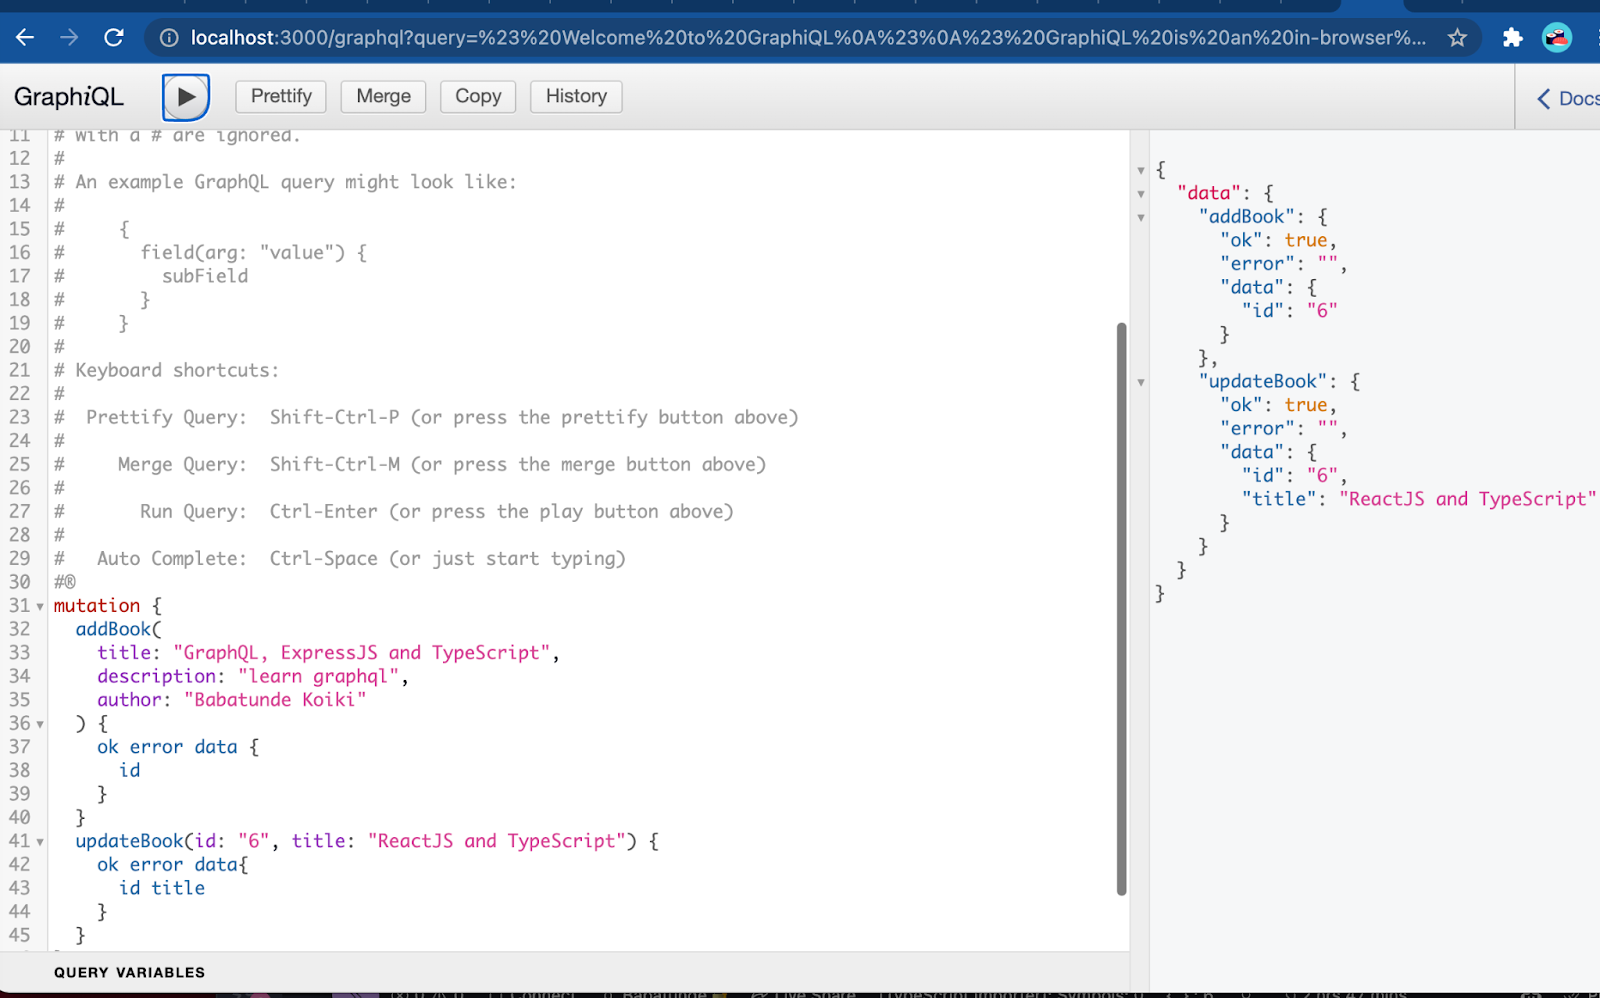 localhost:3000/graphql?query=%23%20Welcome%20to%20GraphiQL%0A%23%0A%23%20GraphiQL%20is%20an%20in-browser%...
GraphiQL
Prettify
Merge
Copy
History
Docs
11 # with a # are ignored.
12 #
13 # An example GraphQL query might look like:
14 #
15 #     {
16 #       field(arg: "value") {
17 #         subField
18 #       }
19 #     }
20 #
21 # Keyboard shortcuts:
22 #
23 #  Prettify Query:  Shift-Ctrl-P (or press the prettify button above)
24 #
25 #     Merge Query:  Shift-Ctrl-M (or press the merge button above)
26 #
27 #       Run Query:  Ctrl-Enter (or press the play button above)
28 #
29 #   Auto Complete:  Ctrl-Space (or just start typing)
30 #®
31 mutation {
32   addBook(
33     title: "GraphQL, ExpressJS and TypeScript",
34     description: "learn graphql",
35     author: "Babatunde Koiki"
36   ) {
37     ok error data {
38       id
39     }
40   }
41   updateBook(id: "6", title: "ReactJS and TypeScript") {
42     ok error data{
43       id title
44     }
45   }
QUERY VARIABLES
{
  "data": {
    "addBook": {
      "ok": true,
      "error": "",
      "data": {
        "id": "6"
      }
    },
    "updateBook": {
      "ok": true,
      "error": "",
      "data": {
        "id": "6",
        "title": "ReactJS and TypeScript"
      }
    }
  }
}